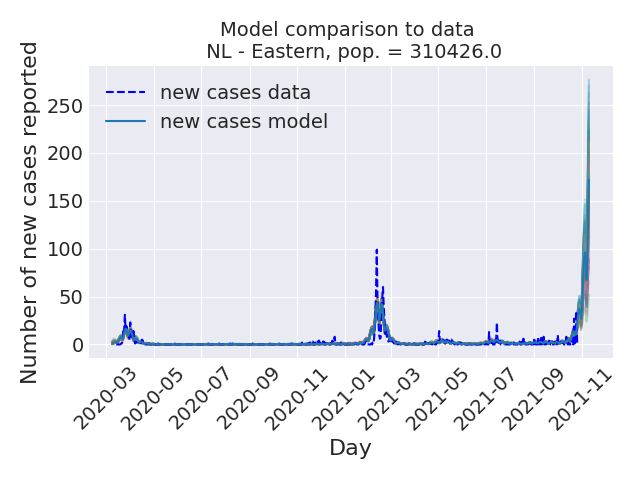 Model comparison to data
NL - Eastern, pop. = 310426.0
Number of new cases reported
250
200
150
100
50
0
new cases data
new cases model
2020-03
2020-05
2020-07
2020-09
2020-11
2021-01
2021-03
2021-05
2021-07
2021-09
2021-11
Day